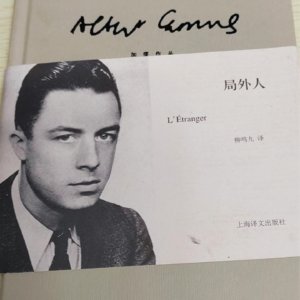 Albert Camus
加缪作品
局外人
L'Étranger
柳鸣九 译
上海译文出版社